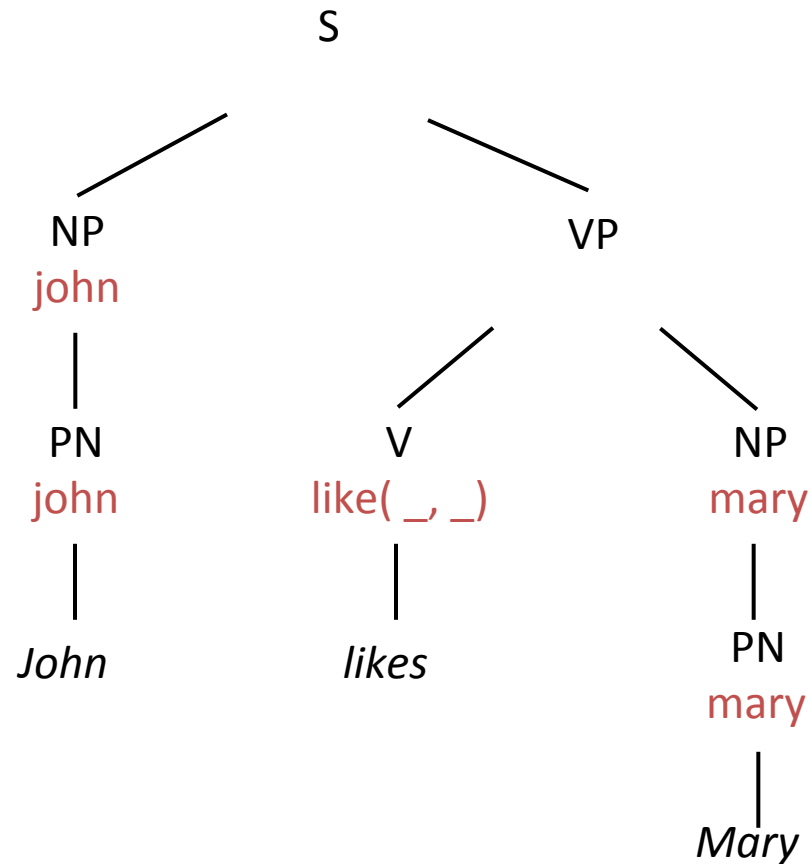 S
NP VP
john
PN V NP
john like( _, _) mary
John likes PN
mary
Mary